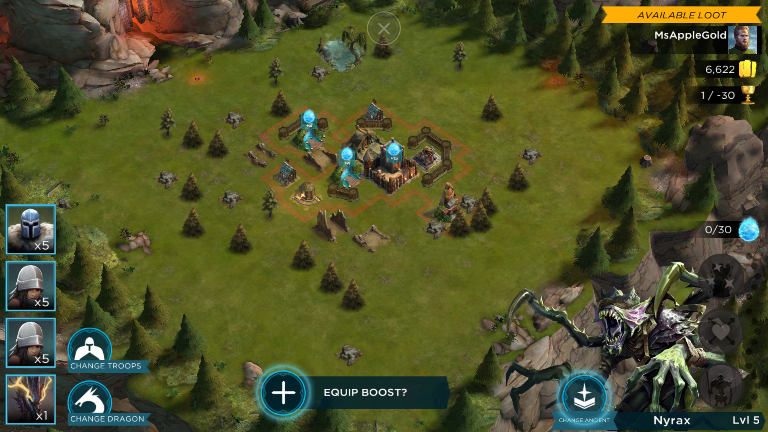 AVAILABLE LOOT
MsAppleGold
6,622
1 / -30
0/30
x5
x5
x5
x1
CHANGE TROOPS
CHANGE DRAGON
EQUIP BOOST?
CHANGE ANCIENT
Nyrax
Lvl 5